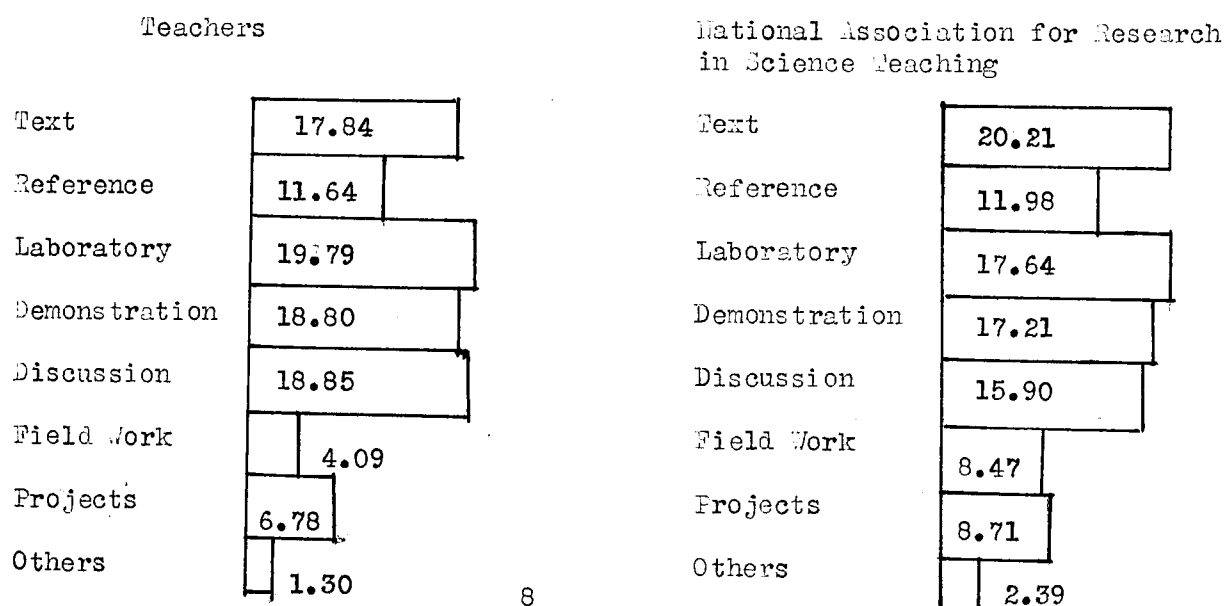 Teachers
Text 17.84
Reference 11.64
Laboratory 19.79
Demonstration 18.80
Discussion 18.85
Field Work 4.09
Projects 6.78
Others 1.30
8
National Association for Research
in Science Teaching
Text 20.21
Reference 11.98
Laboratory 17.64
Demonstration 17.21
Discussion 15.90
Field Work 8.47
Projects 8.71
Others 2.39